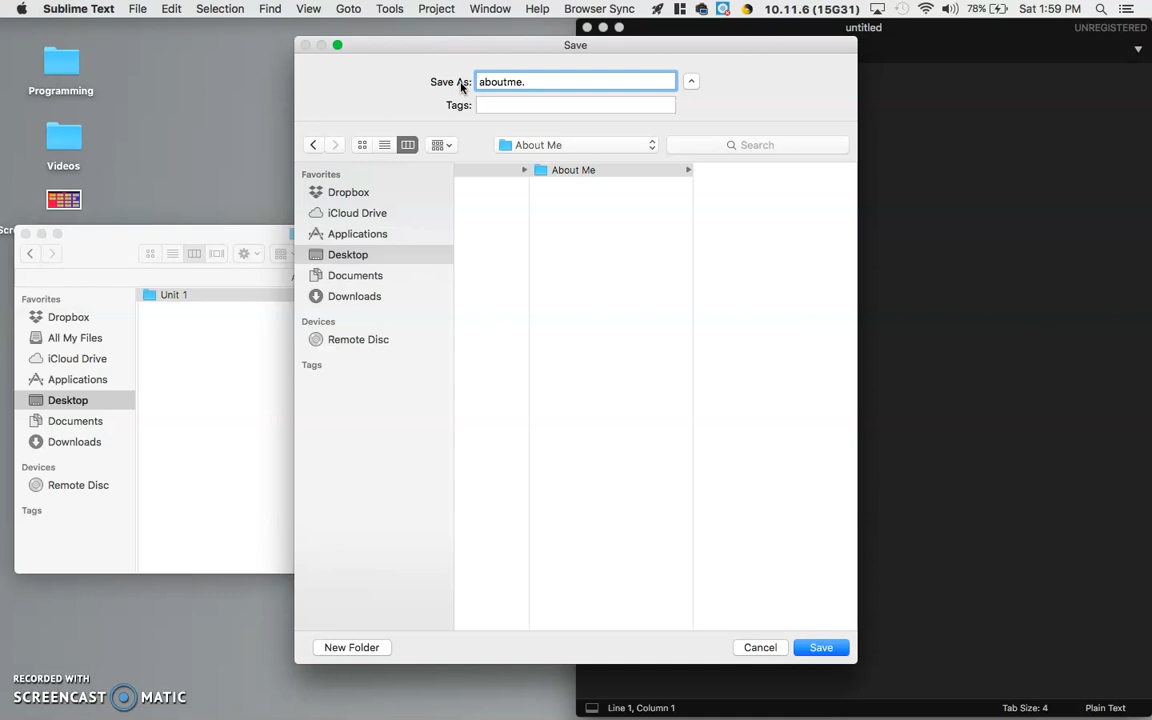 Sublime Text File Edit Selection Find View Goto Tools Project Window Help Browser Sync 10.11.6 (15G31) 78% Sat 1:59 PM
untitled UNREGISTERED
Save
Save As: aboutme.
Tags:
About Me
Search
Favorites
Dropbox
iCloud Drive
Applications
Desktop
Documents
Downloads
Devices
Remote Disc
Tags
About Me
New Folder Cancel Save
Programming
Videos
Scr
Favorites
Dropbox
All My Files
iCloud Drive
Applications
Desktop
Documents
Downloads
Devices
Remote Disc
Tags
Unit 1
RECORDED WITH
SCREENCAST MATIC
Line 1, Column 1 Tab Size: 4 Plain Text